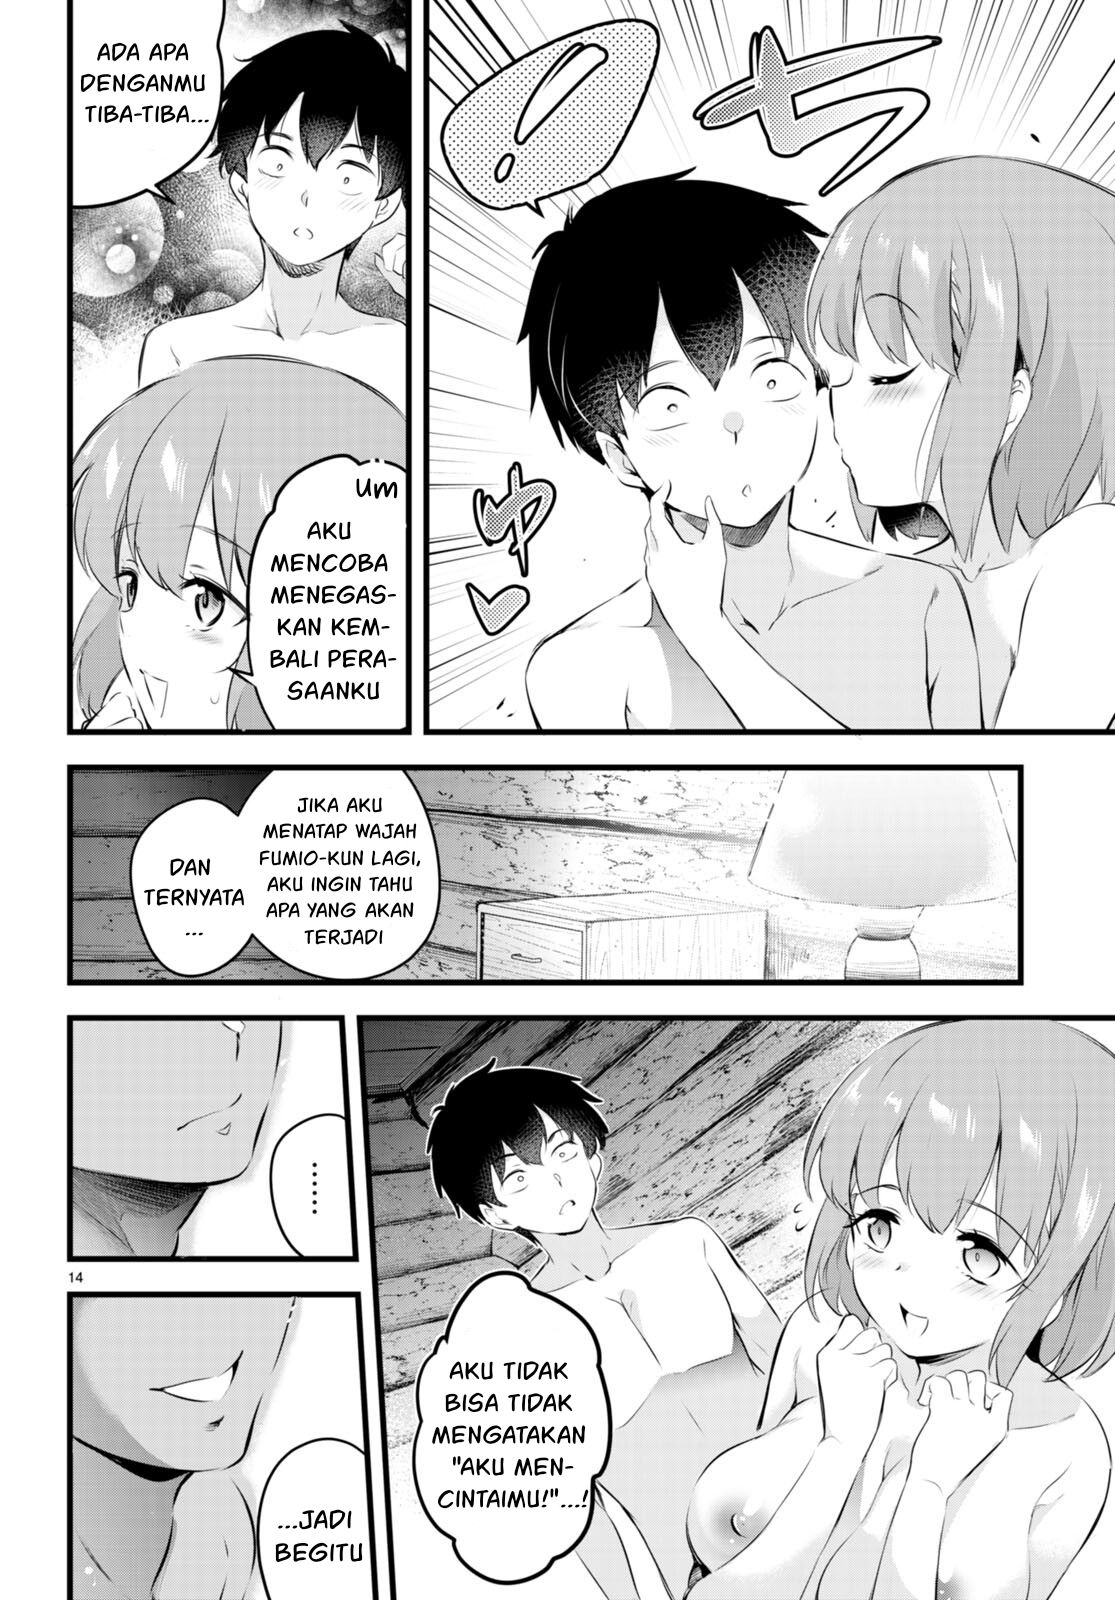 ちゅ♥
!
ADA APA
DENGANMU
TIBA-TIBA...
Um
AKU
MENCOBA
MENEGAS-
KAN KEM-
BALI PERA-
SAANKU
JIKA AKU
MENATAP WAJAH
FUMIO-KUN LAGI,
AKU INGIN TAHU
APA YANG AKAN
TERJADI
DAN
TERNYATA
...
AKU TIDAK
BISA TIDAK
MENGATAKAN
"AKU MEN-
CINTAIMU!"...!
........
...JADI
BEGITU
14